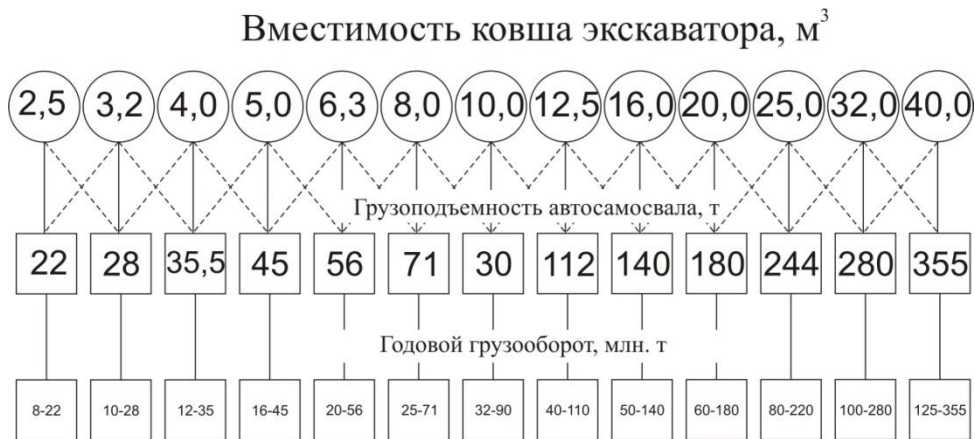 Вместимость ковша экскаватора, м³
2,5 3,2 4,0 5,0 6,3 8,0 10,0 12,5 16,0 20,0 25,0 32,0 40,0
Грузоподъемность автосамосвала, т
22 28 35,5 45 56 71 30 112 140 180 244 280 355
Годовой грузооборот, млн. т
8-22 10-28 12-35 16-45 20-56 25-71 32-90 40-110 50-140 60-180 80-220 100-280 125-355